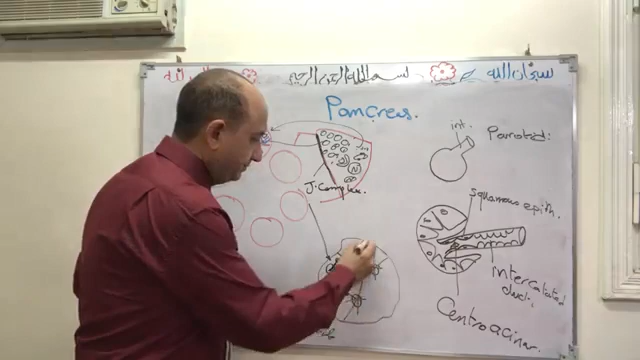 سبحان الله
بسم الله الرحمن الرحيم
Pancreas.
int.
Parotid:
J. Complex.
Squamous epith.
Intercalated
duct.
Centroacinar